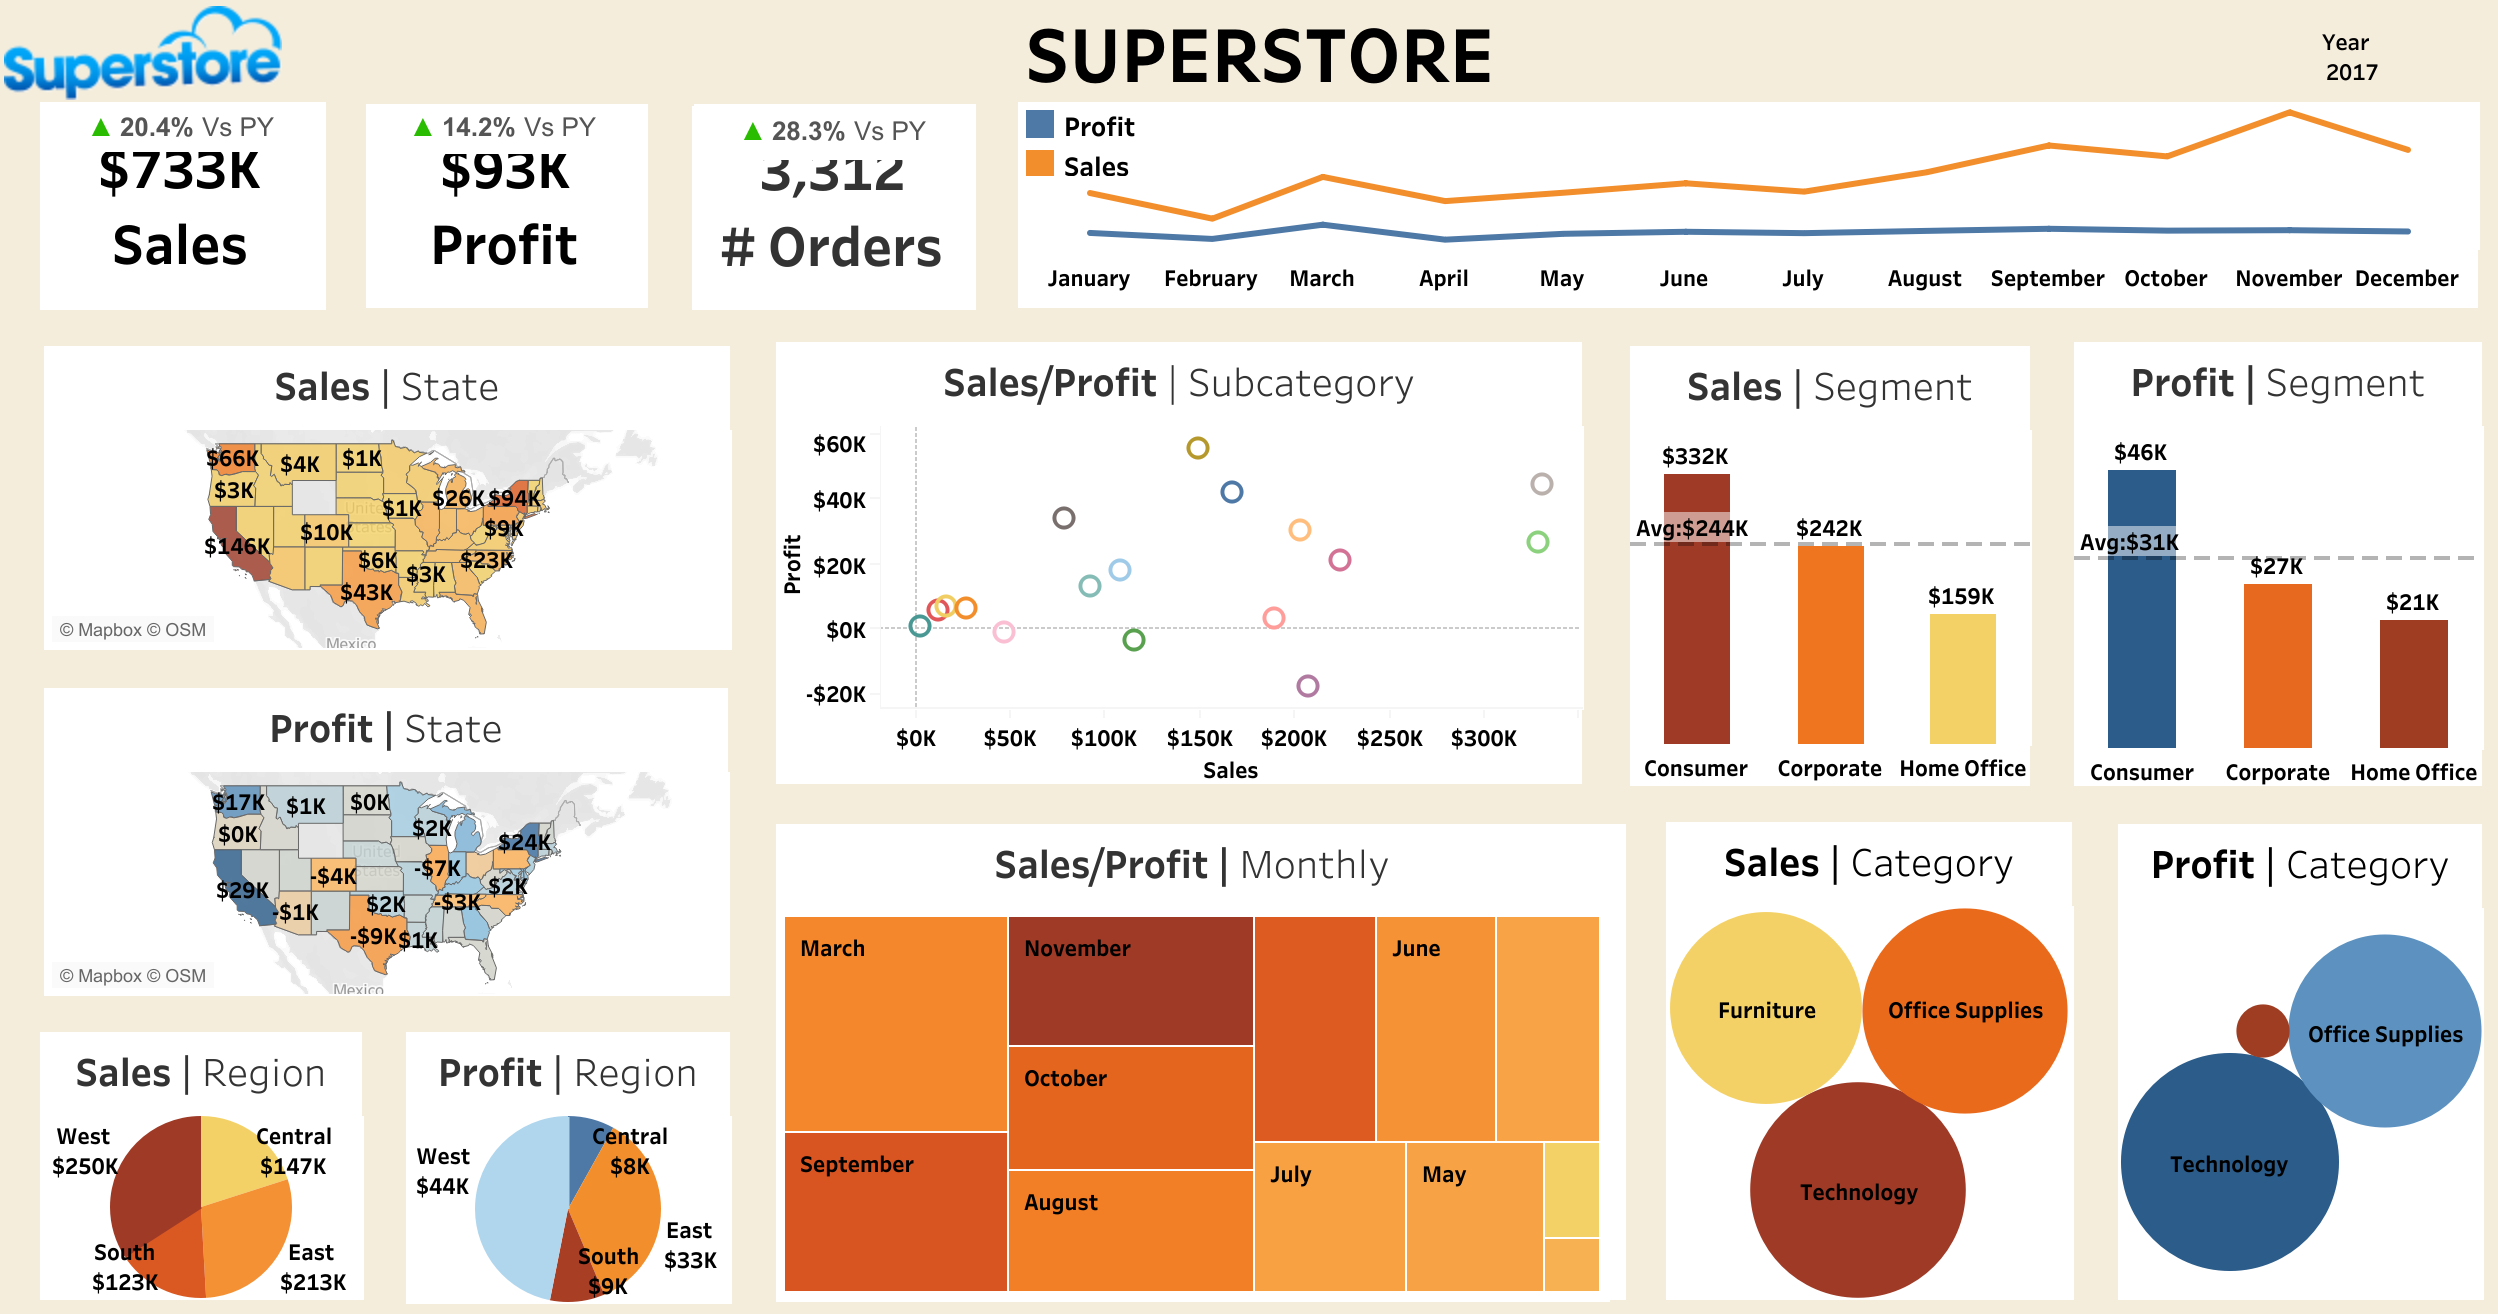 Superstore
SUPERSTORE
Year
2017
▲ 20.4% Vs PY
$733K
Sales
▲ 14.2% Vs PY
$93K
Profit
▲ 28.3% Vs PY
3,312
# Orders
Profit
Sales
January February March April May June July August September October November December
Sales | State
$66K $4K $1K
$3K $1K $26K $94K
$10K $9K
$146K $6K $3K $23K
$43K
© Mapbox © OSM
United
States
Mexico
Sales/Profit | Subcategory
Profit
$60K
$40K
$20K
$0K
-$20K
$0K $50K $100K $150K $200K $250K $300K
Sales
Sales | Segment
$332K
Avg:$244K $242K
$159K
Consumer Corporate Home Office
Profit | Segment
$46K
Avg:$31K
$27K
$21K
Consumer Corporate Home Office
Profit | State
$17K $1K $0K
$0K $2K $24K
-$4K -$7K $2K
$29K -$1K $2K -$3K
-$9K $1K
© Mapbox © OSM
United
States
Mexico
Sales/Profit | Monthly
March
November
June
October
September
August
July
May
Sales | Category
Furniture
Office Supplies
Technology
Profit | Category
Office Supplies
Technology
Sales | Region
West
$250K
Central
$147K
South
$123K
East
$213K
Profit | Region
West
$44K
Central
$8K
East
$33K
South
$9K